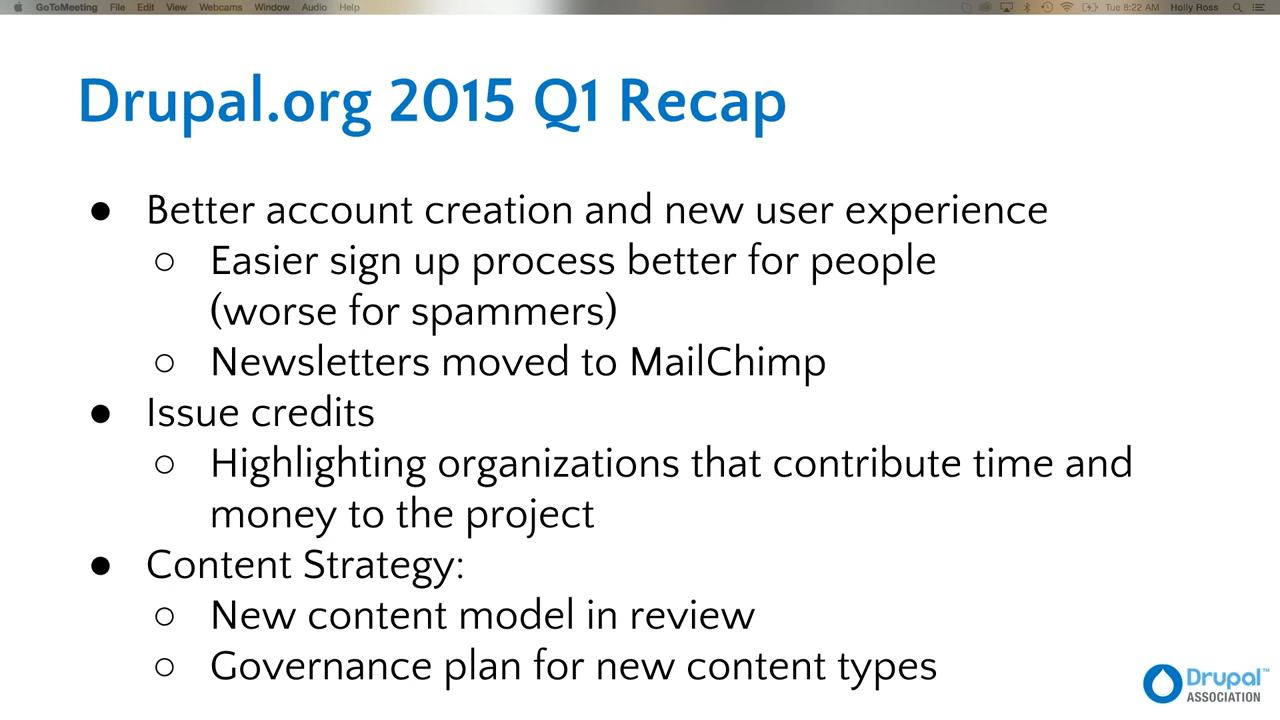 GoToMeeting File Edit View Webcams Window Audio Help Tue 8:22 AM Holly Ross
Drupal.org 2015 Q1 Recap
● Better account creation and new user experience
○ Easier sign up process better for people
(worse for spammers)
○ Newsletters moved to MailChimp
● Issue credits
○ Highlighting organizations that contribute time and
money to the project
● Content Strategy:
○ New content model in review
○ Governance plan for new content types
Drupal™
ASSOCIATION